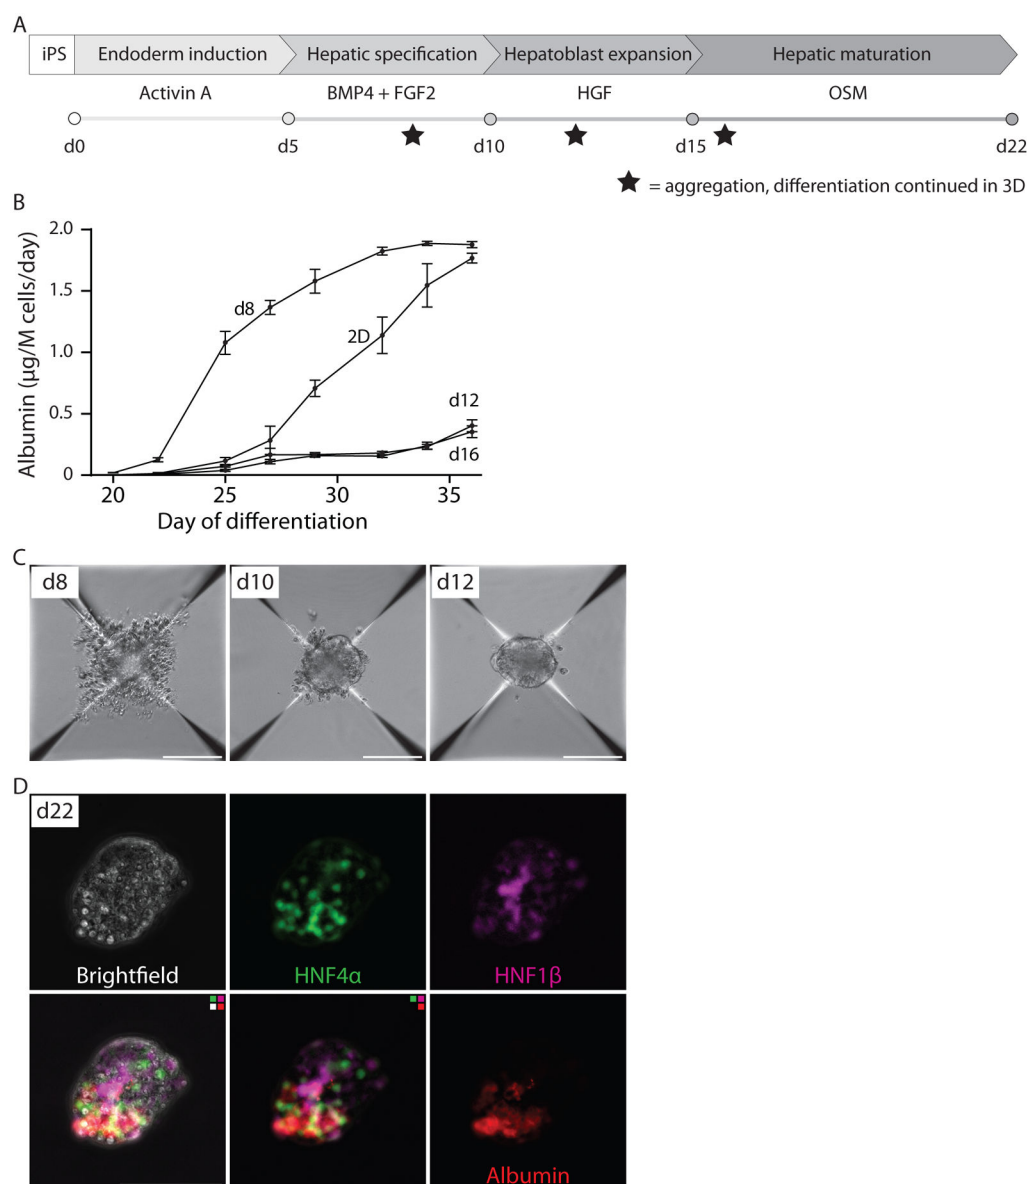 A
iPS Endoderm induction Hepatic specification Hepatoblast expansion Hepatic maturation
Activin A BMP4 + FGF2 HGF OSM
d0 d5 d10 d15 d22
= aggregation, differentiation continued in 3D
B
Albumin (µg/M cells/day)
2.0
1.5
1.0
0.5
0
d8
2D
d12
d16
20 25 30 35
Day of differentiation
C
d8 d10 d12
D
d22
Brightfield HNF4α HNF1β
Albumin